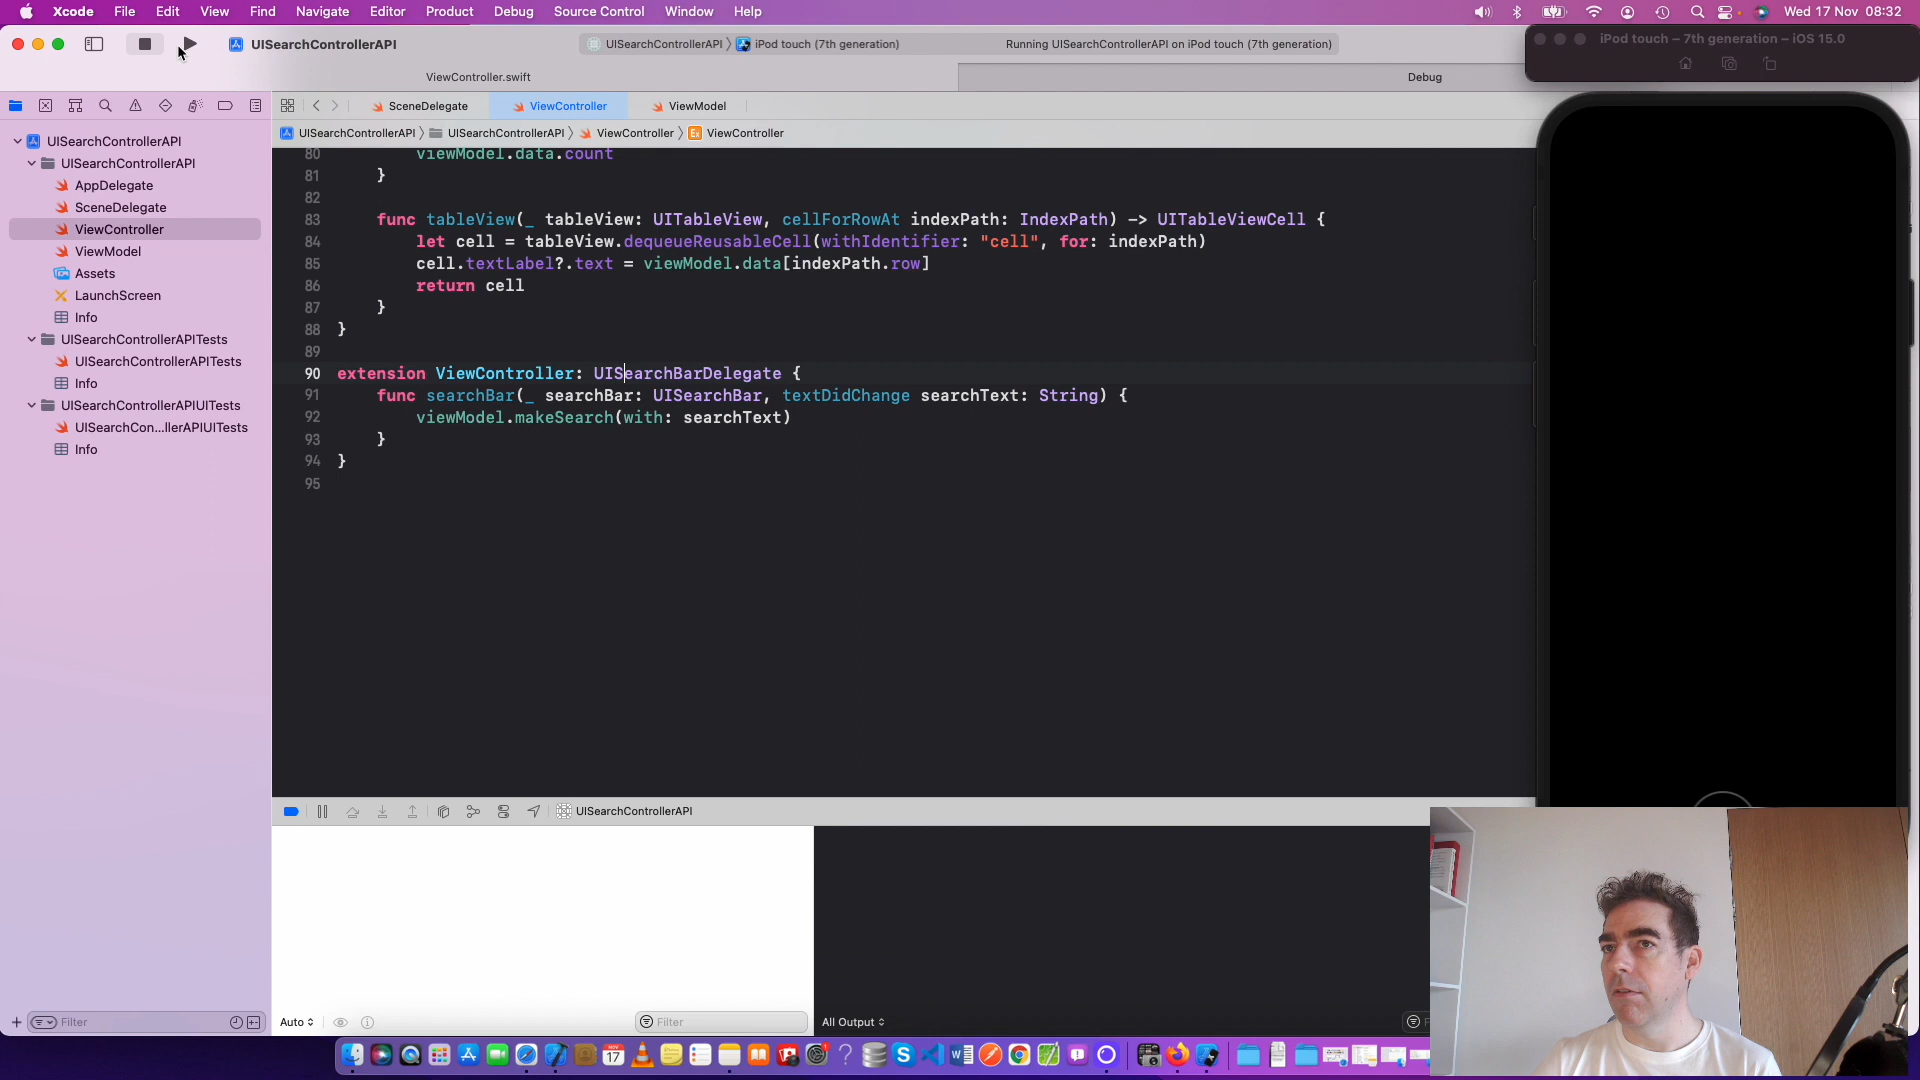 Xcode File Edit View Find Navigate Editor Product Debug Source Control Window Help Wed 17 Nov 08:32
UISearchControllerAPI UISearchControllerAPI iPod touch (7th generation) Running UISearchControllerAPI on iPod touch (7th generation)
iPod touch – 7th generation – iOS 15.0
ViewController.swift Debug
SceneDelegate ViewController ViewModel
UISearchControllerAPI UISearchControllerAPI ViewController Ex ViewController
UISearchControllerAPI
UISearchControllerAPI
AppDelegate
SceneDelegate
ViewController
ViewModel
Assets
LaunchScreen
Info
UISearchControllerAPITests
UISearchControllerAPITests
Info
UISearchControllerAPIUITests
UISearchCon...llerAPIUITests
Info
80 viewModel.data.count
81 }
82
83 func tableView(_ tableView: UITableView, cellForRowAt indexPath: IndexPath) -> UITableViewCell {
84 let cell = tableView.dequeueReusableCell(withIdentifier: "cell", for: indexPath)
85 cell.textLabel?.text = viewModel.data[indexPath.row]
86 return cell
87 }
88 }
89
90 extension ViewController: UISearchBarDelegate {
91 func searchBar(_ searchBar: UISearchBar, textDidChange searchText: String) {
92 viewModel.makeSearch(with: searchText)
93 }
94 }
95
UISearchControllerAPI
Filter Auto Filter All Output
NOV
17